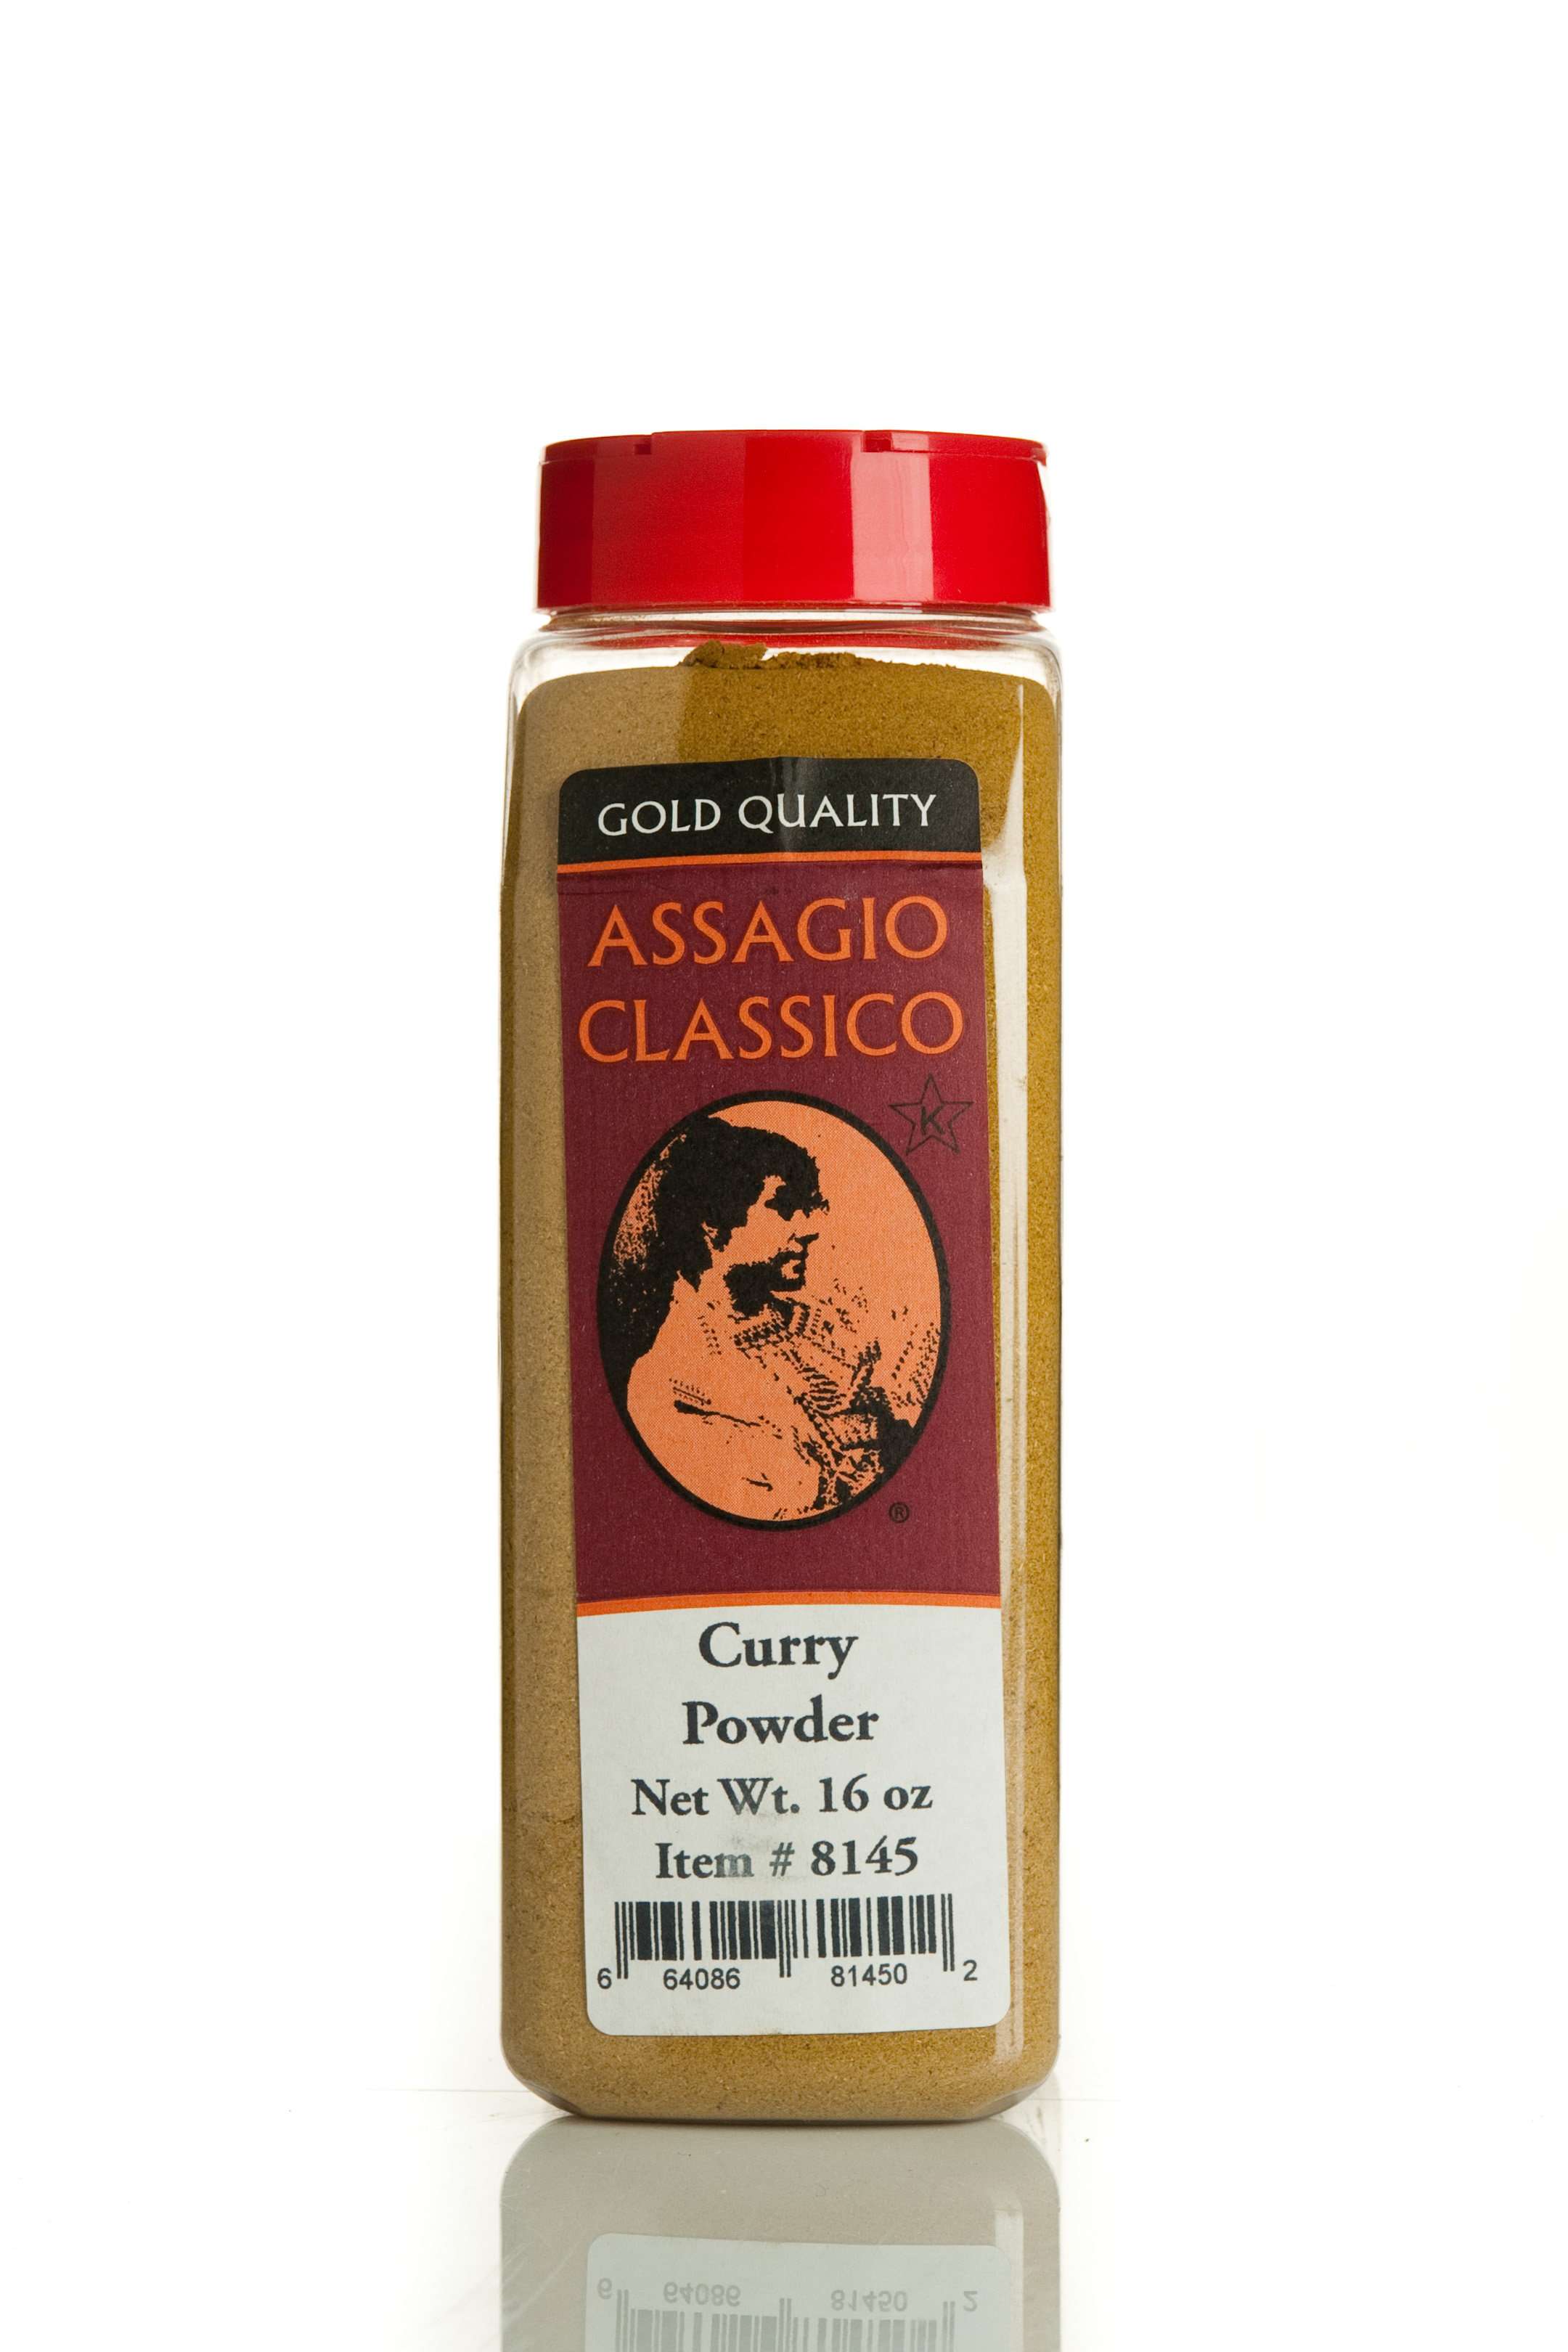 GOLD QUALITY
ASSAGIO
CLASSICO
K
®
Curry
Powder
Net Wt. 16 oz
Item # 8145
6 64086 81450 2